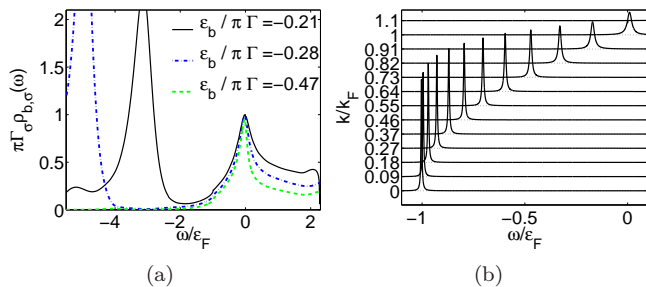 ε_b / π Γ =−0.21
ε_b / π Γ =−0.28
ε_b / π Γ =−0.47
πΓ_σρ_{b,σ}(ω)
2
1.5
1
0.5
0
−4 −2 0 2
ω/ε_F
(a)
k/k_F
1.1
1
0.91
0.82
0.73
0.64
0.55
0.46
0.37
0.27
0.18
0.09
0
−1 −0.5 0
ω/ε_F
(b)